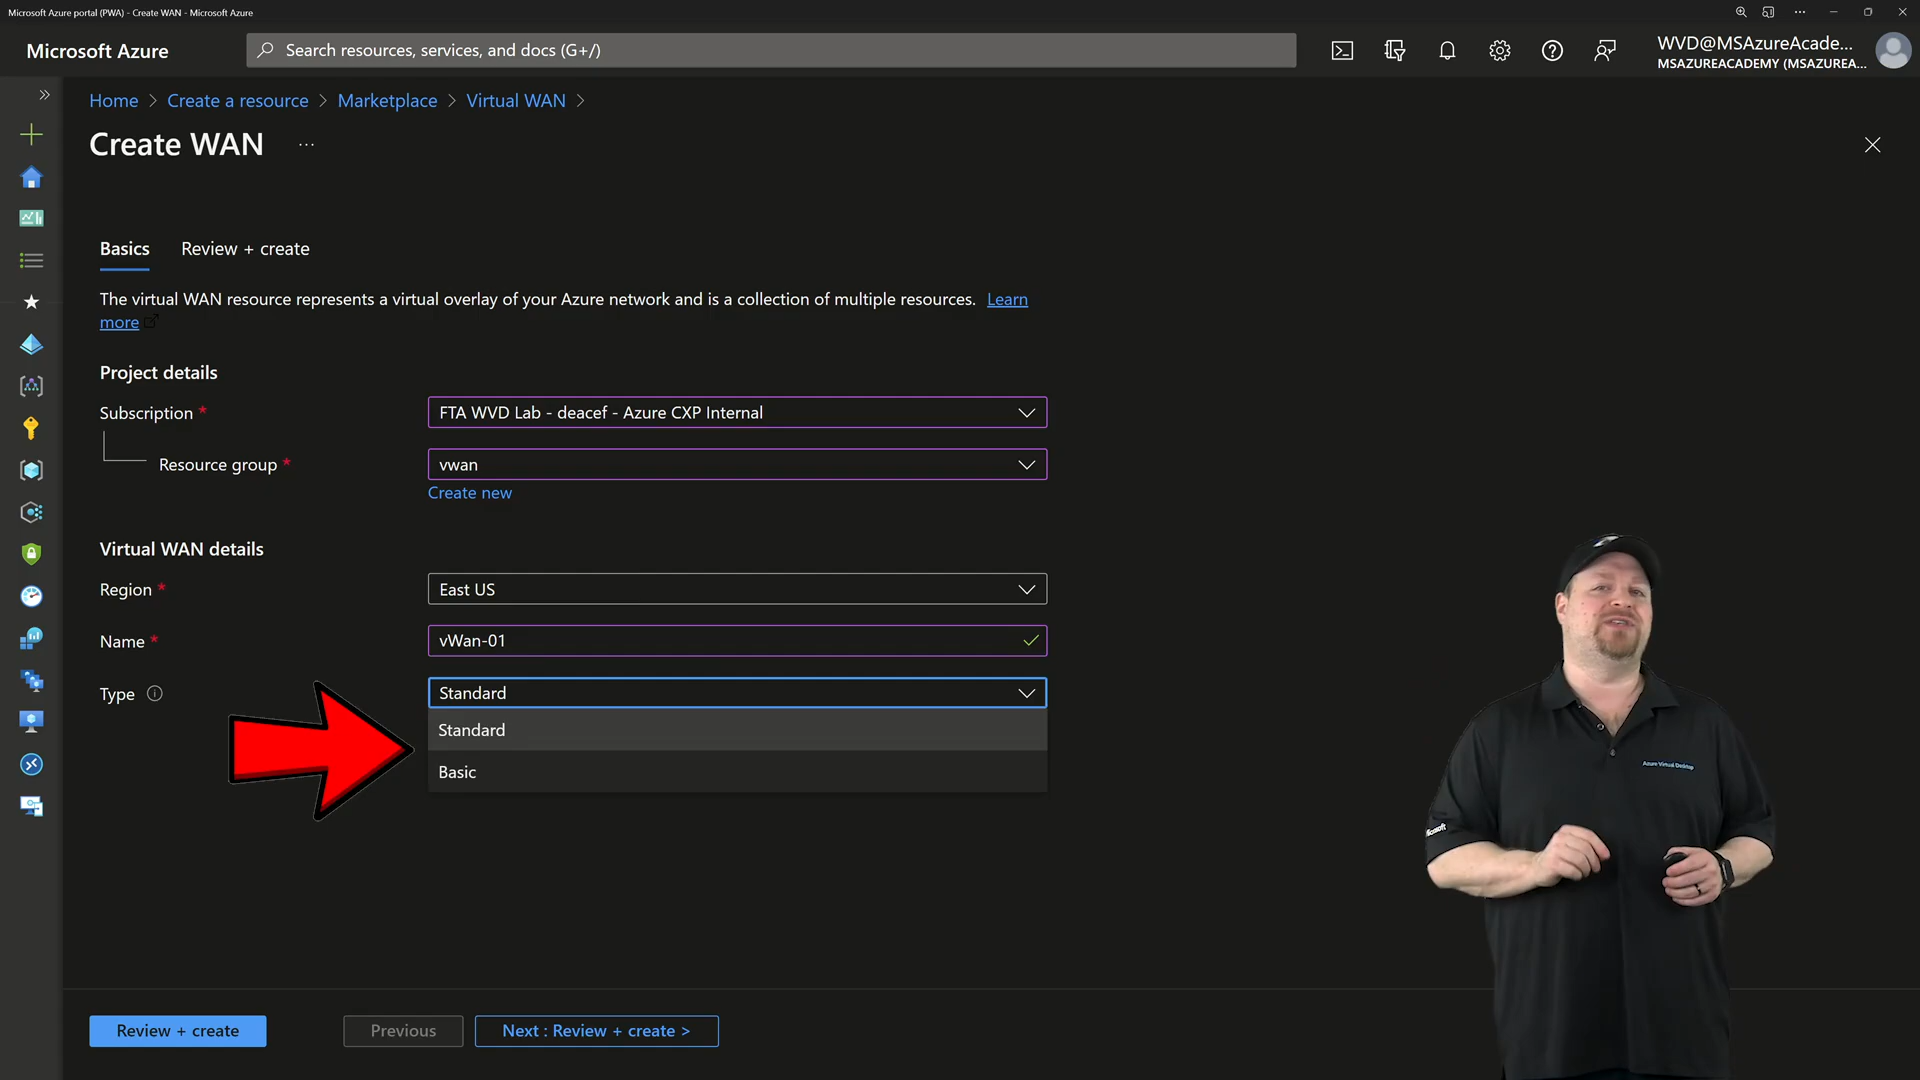 Microsoft Azure portal (PWA) - Create WAN - Microsoft Azure
Microsoft Azure
Search resources, services, and docs (G+/)
WVD@MSAzureAcade...
MSAZUREACADEMY (MSAZUREA...
Home > Create a resource > Marketplace > Virtual WAN >
Create WAN ...
Basics
Review + create
The virtual WAN resource represents a virtual overlay of your Azure network and is a collection of multiple resources. Learn
more
Project details
Subscription *
FTA WVD Lab - deacef - Azure CXP Internal
Resource group *
vwan
Create new
Virtual WAN details
Region *
East US
Name *
vWan-01
Type
Standard
Standard
Basic
Azure Virtual Desktop
Microsoft
Review + create
Previous
Next : Review + create >